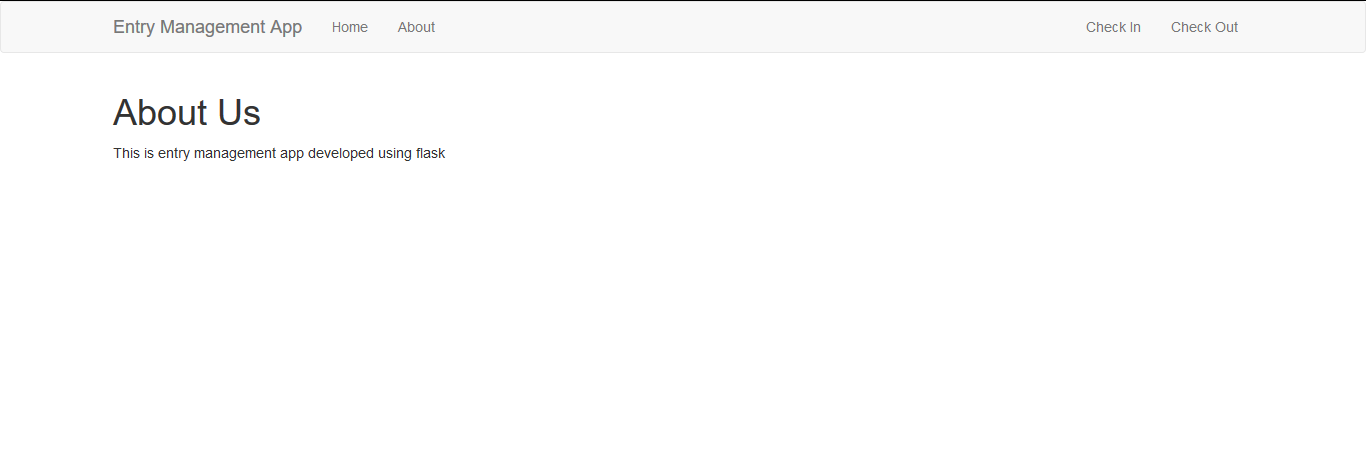 Entry Management App Home About Check In Check Out
About Us
This is entry management app developed using flask